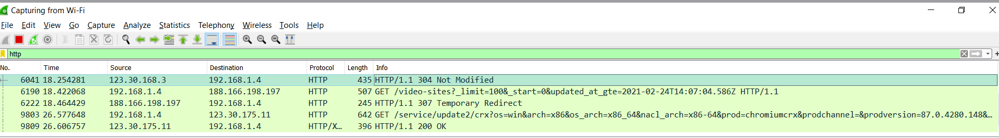 Capturing from Wi-Fi
File Edit View Go Capture Analyze Statistics Telephony Wireless Tools Help
http
No. Time Source Destination Protocol Length Info
6041 18.254281 123.30.168.3 192.168.1.4 HTTP 435 HTTP/1.1 304 Not Modified
6190 18.422068 192.168.1.4 188.166.198.197 HTTP 507 GET /video-sites?_limit=100&_start=0&updated_at_gte=2021-02-24T14:07:04.586Z HTTP/1.1
6222 18.464429 188.166.198.197 192.168.1.4 HTTP 245 HTTP/1.1 307 Temporary Redirect
9803 26.577648 192.168.1.4 123.30.175.11 HTTP 642 GET /service/update2/crx?os=win&arch=x86&os_arch=x86_64&nacl_arch=x86-64&prod=chromiumcrx&prodchannel=&prodversion=87.0.4280.148&…
9809 26.606757 123.30.175.11 192.168.1.4 HTTP/X… 396 HTTP/1.1 200 OK